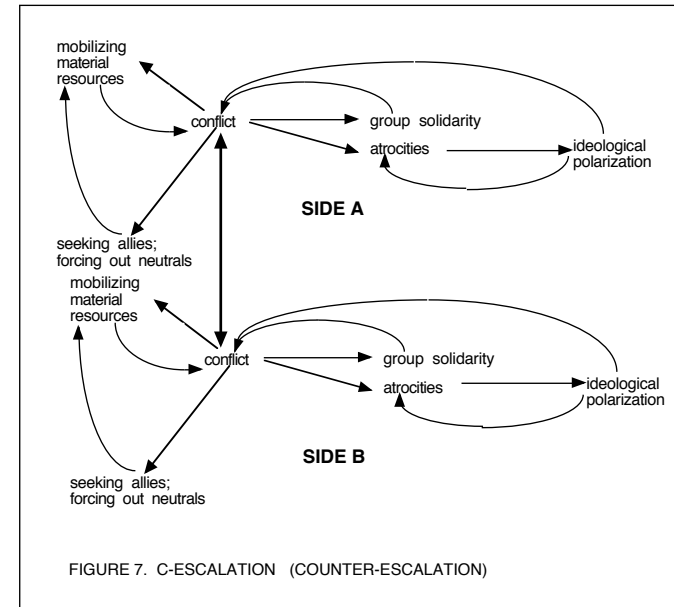 mobilizing
material
resources
conflict
group solidarity
atrocities
ideological
polarization
SIDE A
seeking allies;
forcing out neutrals
mobilizing
material
resources
conflict
group solidarity
atrocities
ideological
polarization
SIDE B
seeking allies;
forcing out neutrals
FIGURE 7. C-ESCALATION (COUNTER-ESCALATION)